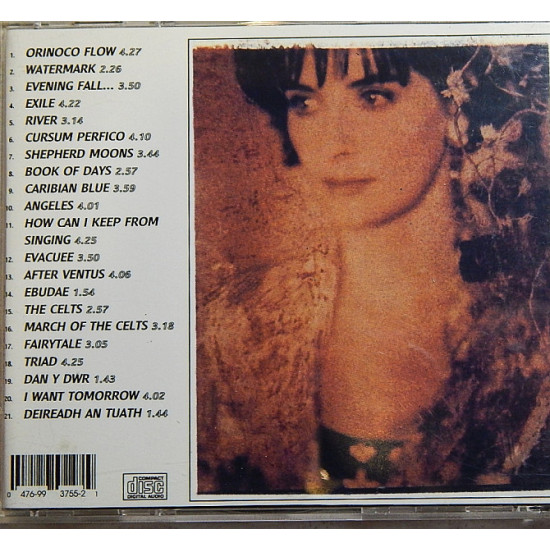 1. ORINOCO FLOW 4.27
2. WATERMARK 2.26
3. EVENING FALL... 3.50
4. EXILE 4.22
5. RIVER 3.14
6. CURSUM PERFICO 4.10
7. SHEPHERD MOONS 3.44
8. BOOK OF DAYS 2.57
9. CARIBIAN BLUE 3.59
10. ANGELES 4.01
11. HOW CAN I KEEP FROM
SINGING 4.25
12. EVACUEE 3.50
13. AFTER VENTUS 4.06
14. EBUDAE 1.54
15. THE CELTS 2.57
16. MARCH OF THE CELTS 3.18
17. FAIRYTALE 3.05
18. TRIAD 4.25
19. DAN Y DWR 1.43
20. I WANT TOMORROW 4.02
21. DEIREADH AN TUATH 1.44
0 476-99 3755-2 1
COMPACT
disc
DIGITAL AUDIO